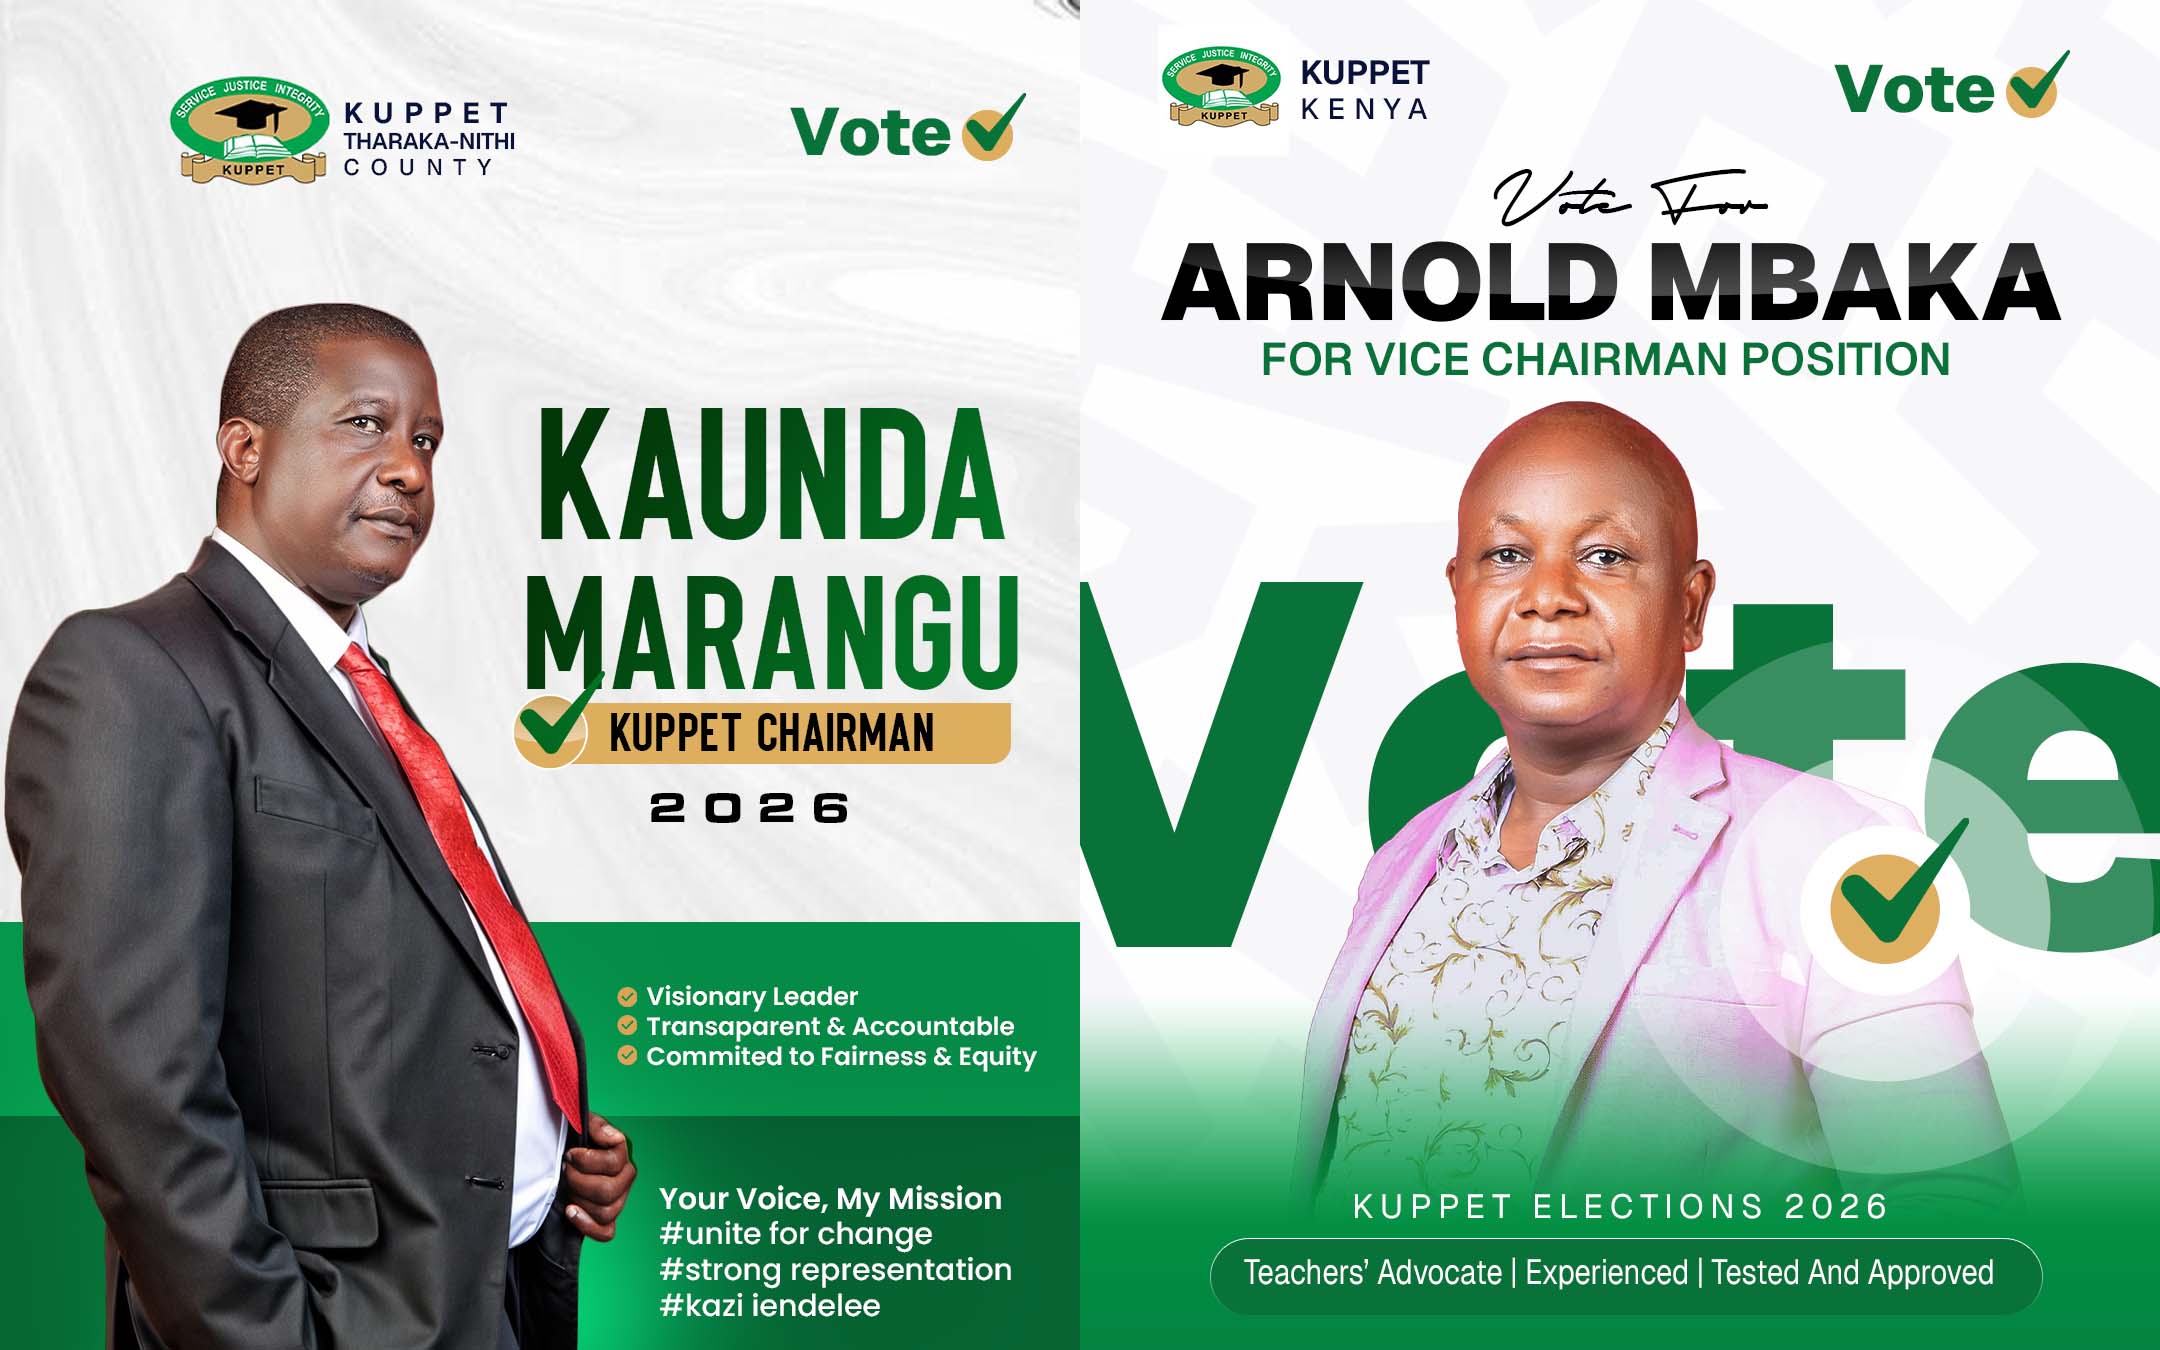 SERVICE JUSTICE INTEGRITY
KUPPET
KUPPET
THARAKA-NITHI
COUNTY
Vote
KAUNDA
MARANGU
KUPPET CHAIRMAN
2026
Visionary Leader
Transaparent & Accountable
Commited to Fairness & Equity
Your Voice, My Mission
#unite for change
#strong representation
#kazi iendelee
SERVICE JUSTICE INTEGRITY
KUPPET
KUPPET
KENYA
Vote
Vote For
ARNOLD MBAKA
FOR VICE CHAIRMAN POSITION
Vote
KUPPET ELECTIONS 2026
Teachers' Advocate | Experienced | Tested And Approved